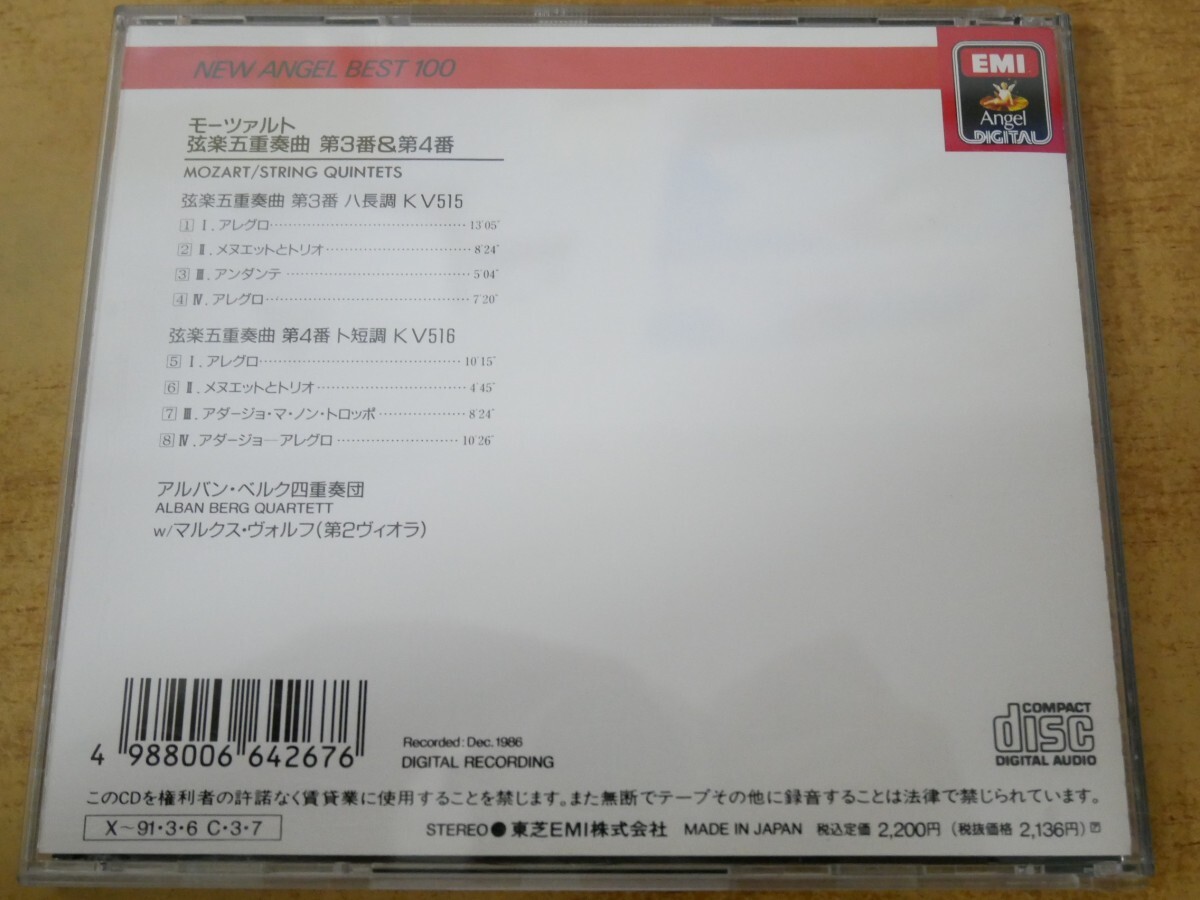 NEW ANGEL BEST 100
EMI
Angel
DIGITAL
モーツァルト
弦楽五重奏曲 第3番&第4番
MOZART/STRING QUINTETS
弦楽五重奏曲 第3番 ハ長調 KV515
1 I.アレグロ……13'05"
2 II.メヌエットとトリオ……8'24"
3 III.アンダンテ……5'04"
4 IV.アレグロ……7'20"
弦楽五重奏曲 第4番 ト短調 KV516
5 I.アレグロ……10'15"
6 II.メヌエットとトリオ……4'45"
7 III.アダージョ・マ・ノン・トロッポ……8'24"
8 IV.アダージョ―アレグロ……10'26"
アルバン・ベルク四重奏団
ALBAN BERG QUARTETT
w/マルクス・ヴォルフ(第2ヴィオラ)
4 988006 642676
Recorded: Dec. 1986
DIGITAL RECORDING
COMPACT
disc
DIGITAL AUDIO
このCDを権利者の許諾なく賃貸業に使用することを禁じます。また無断でテープその他に録音することは法律で禁じられています。
X〜91・3・6 C・3・7
STEREO● 東芝EMI株式会社 MADE IN JAPAN 税込定価 2,200円 (税抜価格 2,136円)